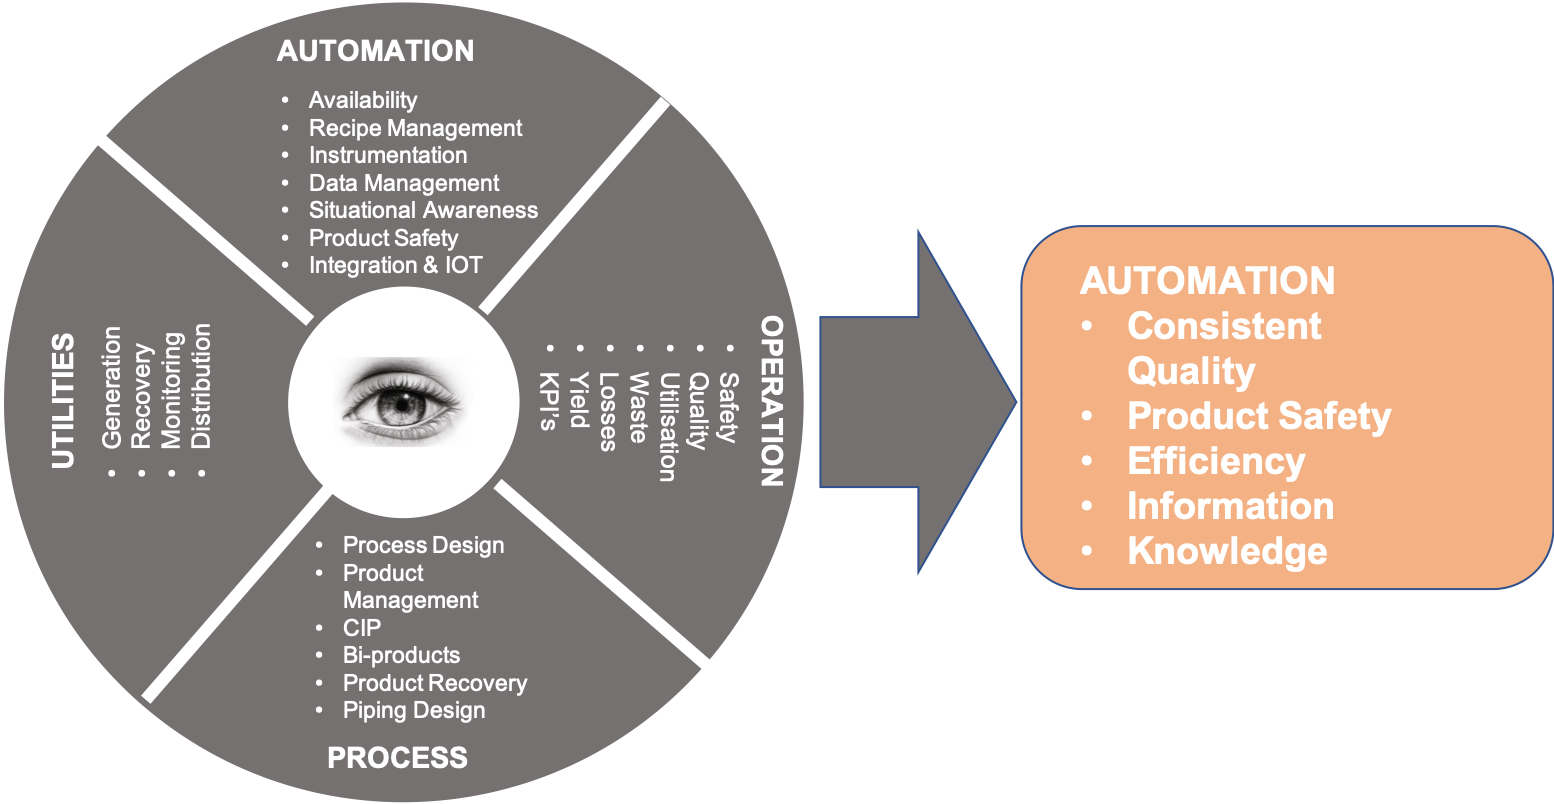 AUTOMATION
• Availability
• Recipe Management
• Instrumentation
• Data Management
• Situational Awareness
• Product Safety
• Integration & IOT
OPERATION
• Safety
• Quality
• Utilisation
• Waste
• Losses
• Yield
• KPI's
• Process Design
• Product
Management
• CIP
• Bi-products
• Product Recovery
• Piping Design
PROCESS
UTILITIES
• Generation
• Recovery
• Monitoring
• Distribution
AUTOMATION
• Consistent
Quality
• Product Safety
• Efficiency
• Information
• Knowledge